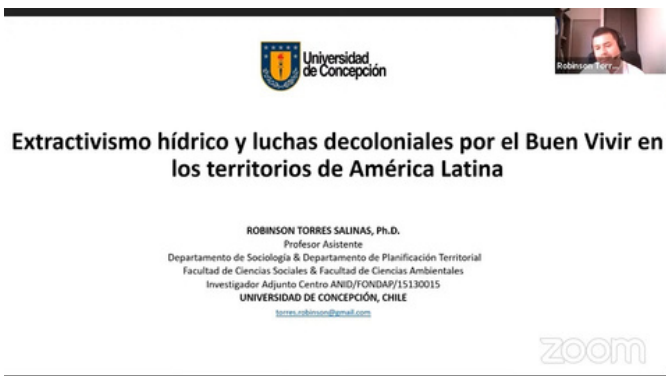 Universidad
de Concepción
Robinson Torr...
Extractivismo hídrico y luchas decoloniales por el Buen Vivir en
los territorios de América Latina
ROBINSON TORRES SALINAS, Ph.D.
Profesor Asistente
Departamento de Sociología & Departamento de Planificación Territorial
Facultad de Ciencias Sociales & Facultad de Ciencias Ambientales
Investigador Adjunto Centro ANID/FONDAP/15130015
UNIVERSIDAD DE CONCEPCIÓN, CHILE
torres.robinson@gmail.com
zoom